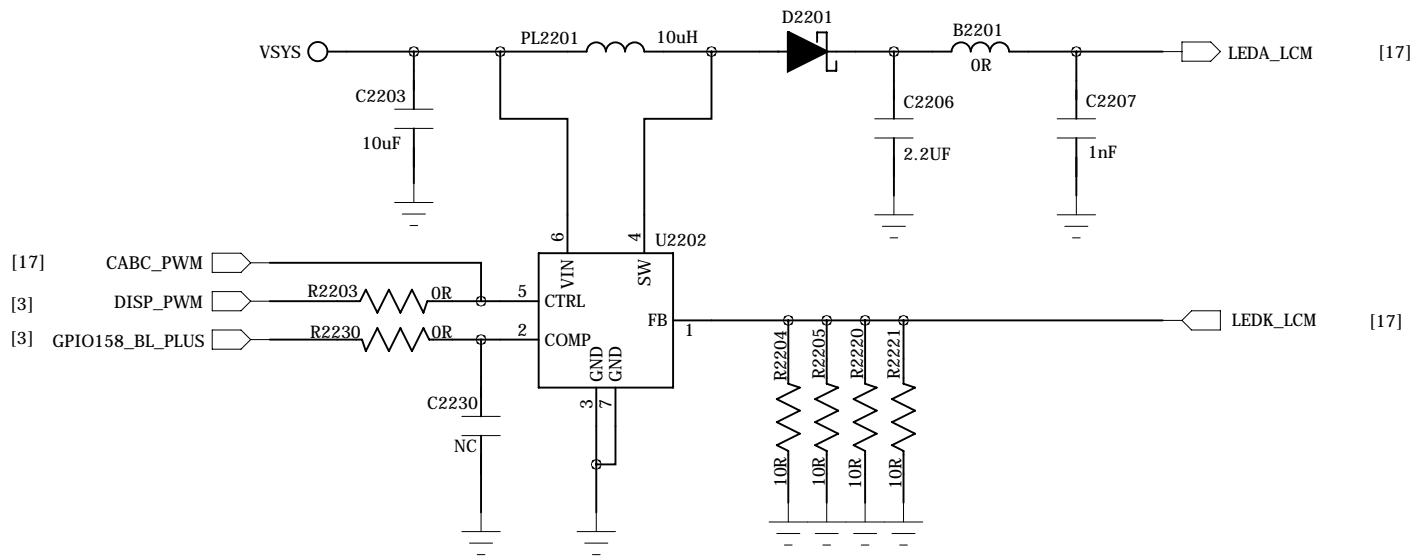 D2201
VSYS
PL2201
10uH
B2201
0R
LEDA_LCM
[17]
C2203
10uF
C2206
2.2UF
C2207
1nF
6
4
U2202
VIN
SW
[17]
CABC_PWM
[3]
DISP_PWM
R2203
0R
5
CTRL
[3]
GPIO158_BL_PLUS
R2230
0R
2
COMP
FB
1
LEDK_LCM
[17]
GND
GND
3
7
C2230
NC
R2204
R2205
R2220
R2221
10R
10R
10R
10R